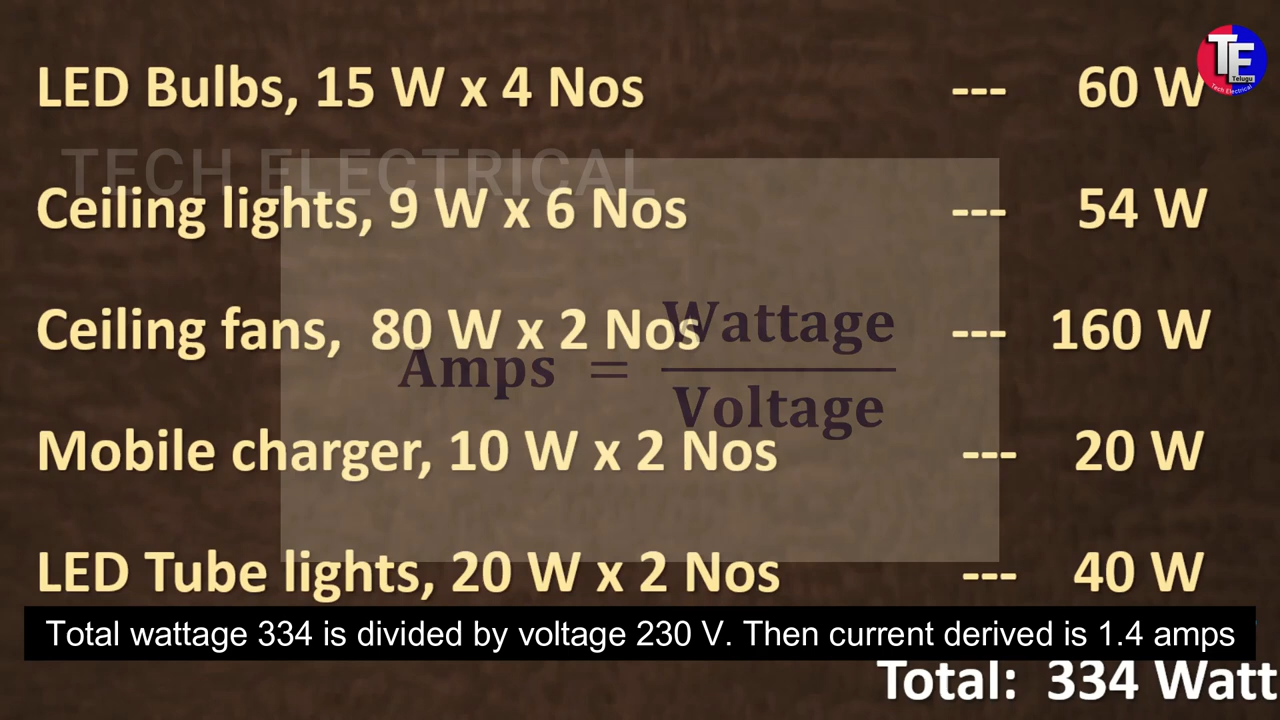 LED Bulbs, 15 W x 4 Nos --- 60 W
TE
Telugu
Tech Electrical
TECH ELECTRICAL
Ceiling lights, 9 W x 6 Nos --- 54 W
Ceiling fans, 80 W x 2 Nos --- 160 W
Amps = Wattage
Voltage
Mobile charger, 10 W x 2 Nos --- 20 W
LED Tube lights, 20 W x 2 Nos --- 40 W
Total wattage 334 is divided by voltage 230 V. Then current derived is 1.4 amps
Total: 334 Watt